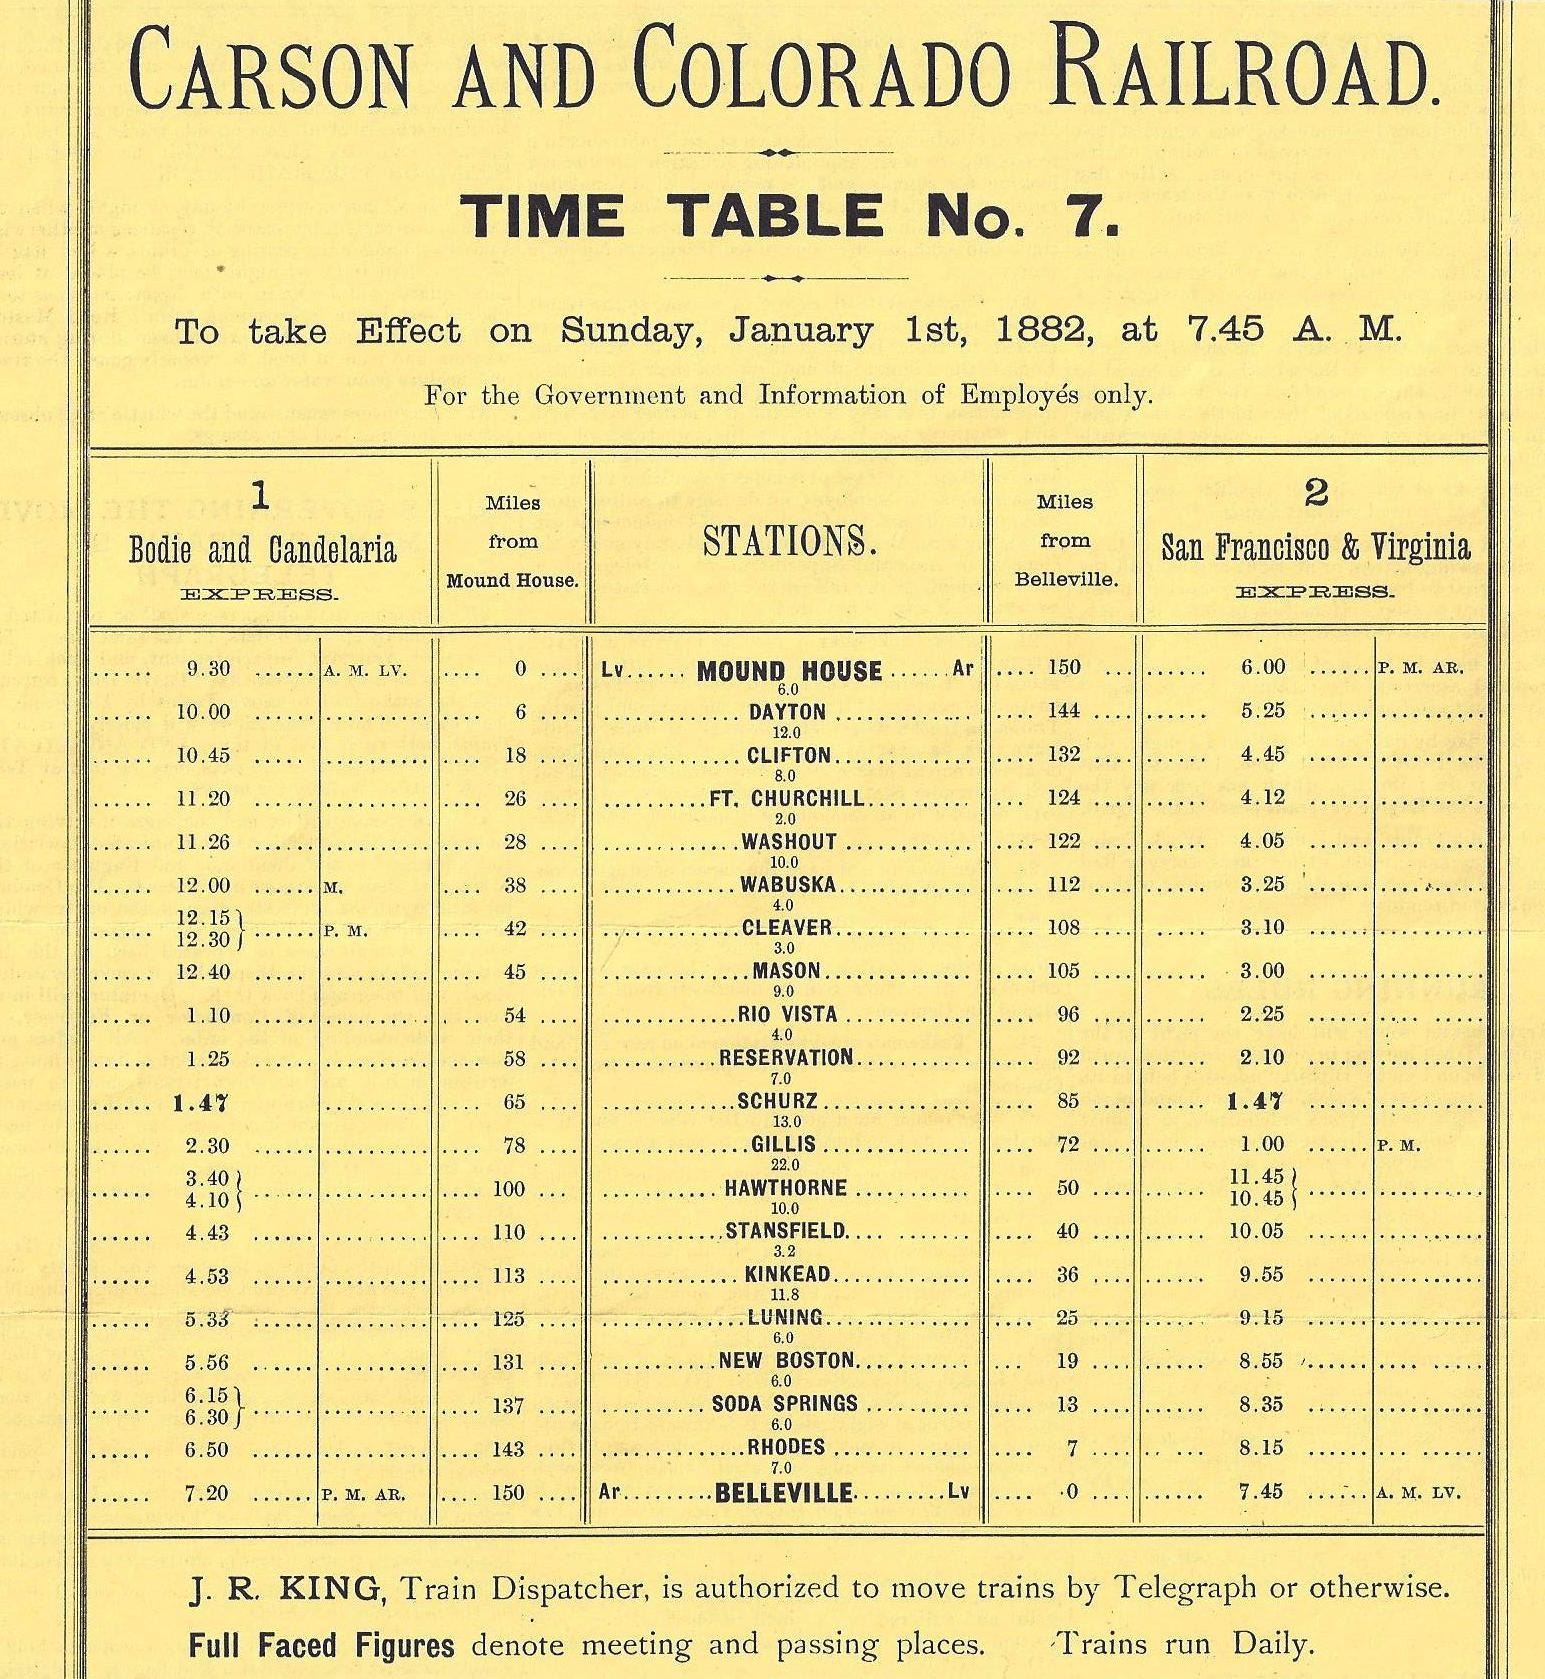 CARSON AND COLORADO RAILROAD.
TIME TABLE No. 7.
To take Effect on Sunday, January 1st, 1882, at 7.45 A. M.
For the Government and Information of Employés only.
1 Bodie and Candelaria EXPRESS. Miles from Mound House. STATIONS. Miles from Belleville. 2 San Francisco & Virginia EXPRESS.
9.30 A. M. LV. 0 Lv MOUND HOUSE Ar 150 6.00 P. M. AR.
6.0
10.00 6 DAYTON 144 5.25
12.0
10.45 18 CLIFTON 132 4.45
8.0
11.20 26 FT. CHURCHILL 124 4.12
2.0
11.26 28 WASHOUT 122 4.05
10.0
12.00 M. 38 WABUSKA 112 3.25
4.0
12.15 12.30 } P. M. 42 CLEAVER 108 3.10
3.0
12.40 45 MASON 105 3.00
9.0
1.10 54 RIO VISTA 96 2.25
4.0
1.25 58 RESERVATION 92 2.10
7.0
1.47 65 SCHURZ 85 1.47
13.0
2.30 78 GILLIS 72 1.00 P. M.
22.0
3.40 4.10 } 100 HAWTHORNE 50 11.45 10.45 }
10.0
4.43 110 STANSFIELD 40 10.05
3.2
4.53 113 KINKEAD 36 9.55
11.8
5.33 125 LUNING 25 9.15
6.0
5.56 131 NEW BOSTON 19 8.55
6.0
6.15 6.30 } 137 SODA SPRINGS 13 8.35
6.0
6.50 143 RHODES 7 8.15
7.0
7.20 P. M. AR. 150 Ar BELLEVILLE Lv 0 7.45 A. M. LV.
J. R. KING, Train Dispatcher, is authorized to move trains by Telegraph or otherwise.
Full Faced Figures denote meeting and passing places. Trains run Daily.